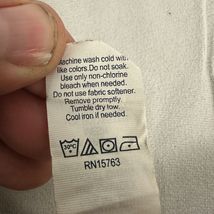 Machine wash cold with
like colors. Do not soak.
Use only non-chlorine
bleach when needed.
Do not use fabric softener.
Remove promptly.
Tumble dry low.
Cool iron if needed.
30°C
RN15763